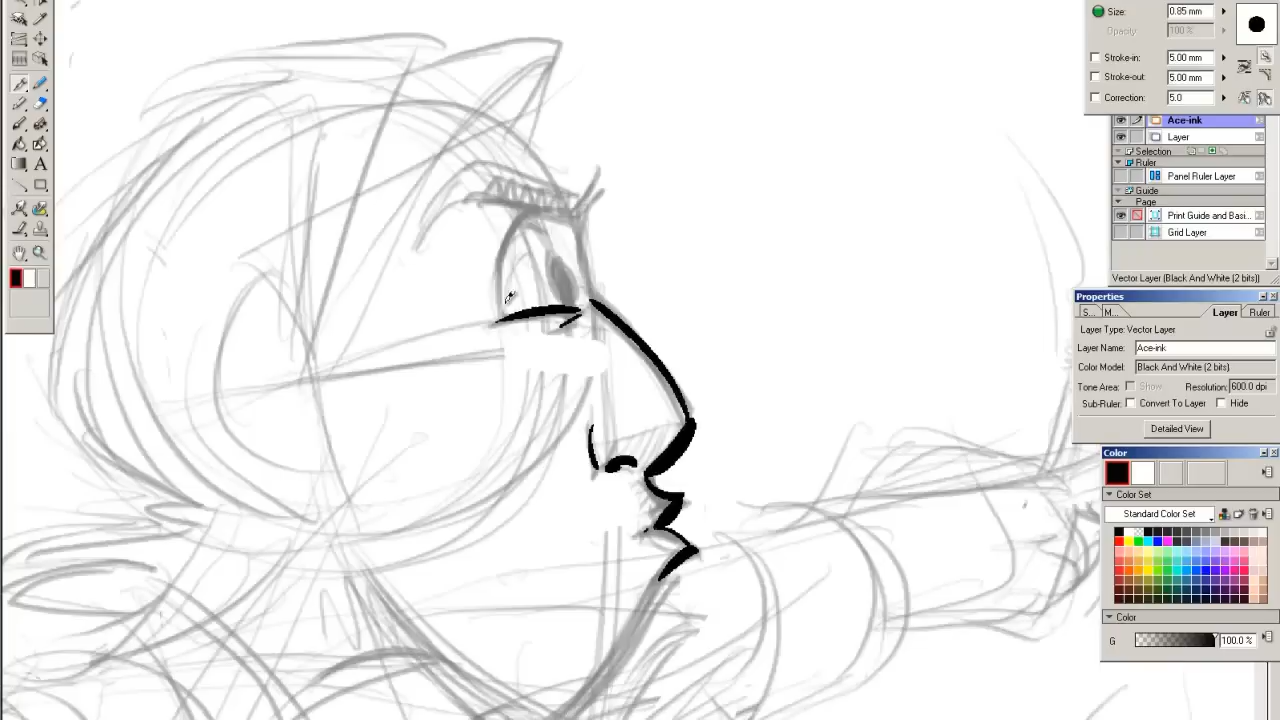 Size: 0.85 mm
Opacity: 100 %
Stroke-in: 5.00 mm
Stroke-out: 5.00 mm
Correction: 5.0
Ace-ink
Layer
Selection
Ruler
Panel Ruler Layer
Guide
Page
Print Guide and Basi...
Grid Layer
Vector Layer (Black And White (2 bits)
Properties
S... M... Layer Ruler
Layer Type: Vector Layer
Layer Name: Ace-ink
Color Model: Black And White (2 bits)
Tone Area: Show Resolution: 600.0 dpi
Sub-Ruler: Convert To Layer Hide
Detailed View
Color
Color Set
Standard Color Set
Color
G 100.0 %
A